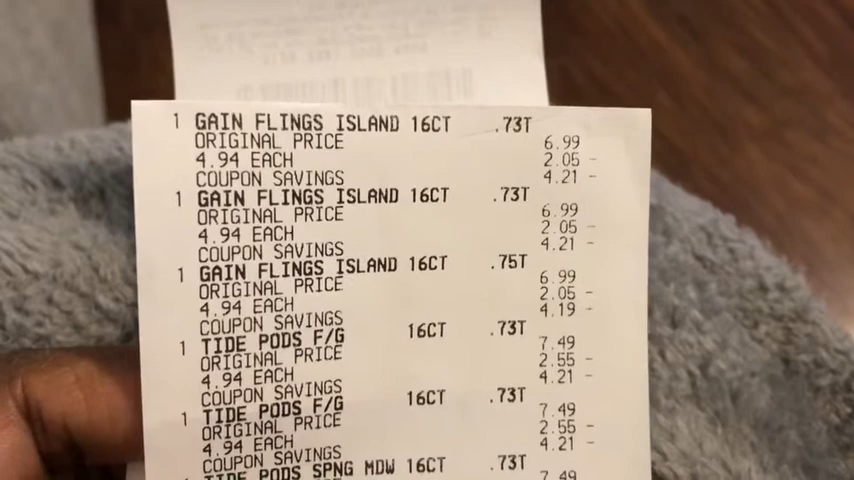 1 GAIN FLINGS ISLAND 16CT .73T
ORIGINAL PRICE 6.99
4.94 EACH 2.05 -
COUPON SAVINGS 4.21 -
1 GAIN FLINGS ISLAND 16CT .73T
ORIGINAL PRICE 6.99
4.94 EACH 2.05 -
COUPON SAVINGS 4.21 -
1 GAIN FLINGS ISLAND 16CT .75T
ORIGINAL PRICE 6.99
4.94 EACH 2.05 -
COUPON SAVINGS 4.19 -
1 TIDE PODS F/G 16CT .73T
ORIGINAL PRICE 7.49
4.94 EACH 2.55 -
COUPON SAVINGS 4.21 -
1 TIDE PODS F/G 16CT .73T
ORIGINAL PRICE 7.49
4.94 EACH 2.55 -
COUPON SAVINGS 4.21 -
TIDE PODS SPNG MDW 16CT .73T
7.49